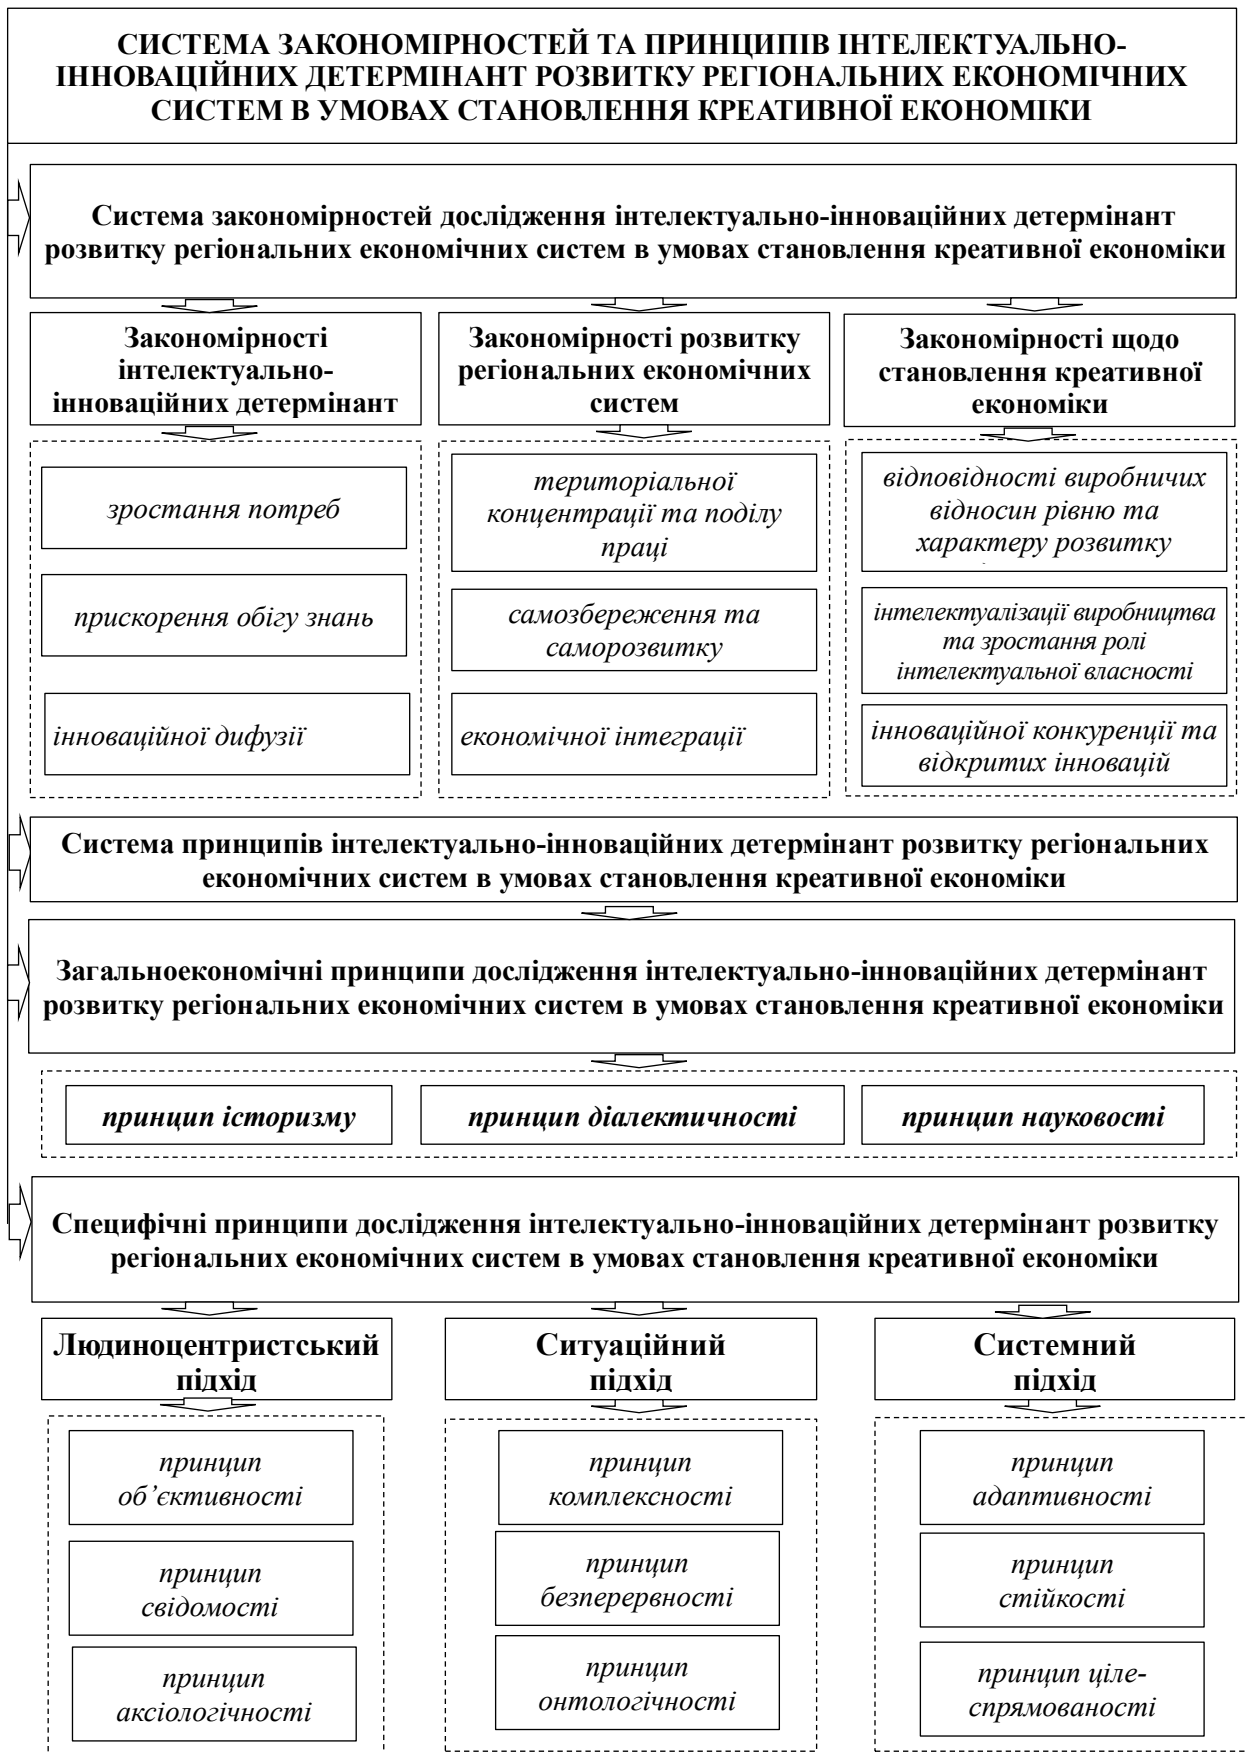 СИСТЕМА ЗАКОНОМІРНОСТЕЙ ТА ПРИНЦИПІВ ІНТЕЛЕКТУАЛЬНО-
ІННОВАЦІЙНИХ ДЕТЕРМІНАНТ РОЗВИТКУ РЕГІОНАЛЬНИХ ЕКОНОМІЧНИХ
СИСТЕМ В УМОВАХ СТАНОВЛЕННЯ КРЕАТИВНОЇ ЕКОНОМІКИ
Система закономірностей дослідження інтелектуально-інноваційних детермінант
розвитку регіональних економічних систем в умовах становлення креативної економіки
Закономірності
інтелектуально-
інноваційних детермінант
зростання потреб
прискорення обігу знань
інноваційної дифузії
Закономірності розвитку
регіональних економічних
систем
територіальної
концентрації та поділу
праці
самозбереження та
саморозвитку
економічної інтеграції
Закономірності щодо
становлення креативної
економіки
відповідності виробничих
відносин рівню та
характеру розвитку
інтелектуалізації виробництва
та зростання ролі
інтелектуальної власності
інноваційної конкуренції та
відкритих інновацій
Система принципів інтелектуально-інноваційних детермінант розвитку регіональних
економічних систем в умовах становлення креативної економіки
Загальноекономічні принципи дослідження інтелектуально-інноваційних детермінант
розвитку регіональних економічних систем в умовах становлення креативної економіки
принцип історизму
принцип діалектичності
принцип науковості
Специфічні принципи дослідження інтелектуально-інноваційних детермінант розвитку
регіональних економічних систем в умовах становлення креативної економіки
Людиноцентристський
підхід
принцип
об’єктивності
принцип
свідомості
принцип
аксіологічності
Ситуаційний
підхід
принцип
комплексності
принцип
безперервності
принцип
онтологічності
Системний
підхід
принцип
адаптивності
принцип
стійкості
принцип ціле-
спрямованості